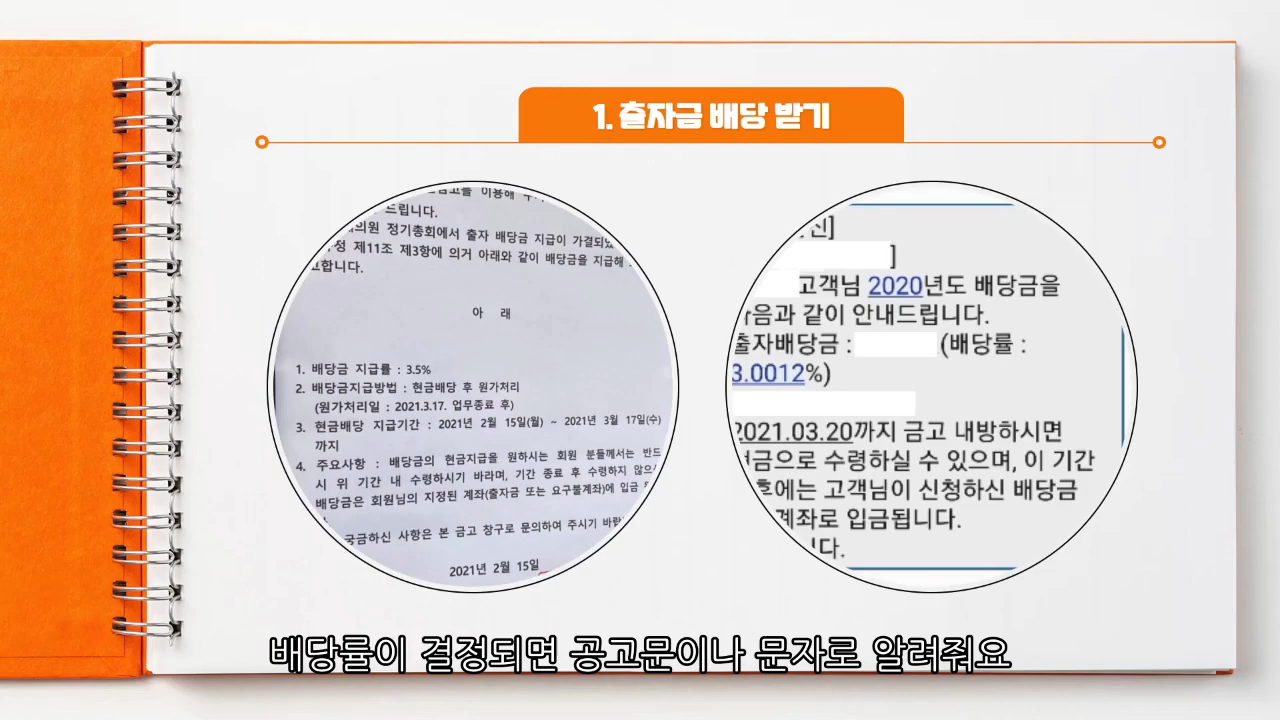 1. 출자금 배당 받기
이용해
드립니다.
정기총회에서 출자 배당금 지급이
제11조 제3항에 의거 아래와 같이 배당금을 지급해
아 래
1. 배당금 지급률 : 3.5%
2. 배당금지급방법 : 현금배당 후 원가처리
(원가처리일 : 2021.3.17. 업무종료 후)
3. 현금배당 지급기간 : 2021년 2월 15일(월) ~ 2021년 3월 17일(수)
까지
4. 주요사항 : 배당금의 현금지급을 원하시는 회원 분들께서는 반드
시 위 기간 내 수령하시기 바라며, 기간 종료 후 수령하지
배당금은 회원님의 지정된 계좌(출자금 또는 요구불계좌)에 입금
궁금하신 사항은 본 금고 창구로 문의하여 주시기
2021년 2월 15일
신]
]
고객님 2020년도 배당금을
다음과 같이 안내드립니다.
출자배당금 : (배당률 :
3.0012%)
2021.03.20까지 금고 내방하시면
현금으로 수령하실 수 있으며, 이 기간
후에는 고객님이 신청하신 배당금
계좌로 입금됩니다.
배당률이 결정되면 공고문이나 문자로 알려줘요